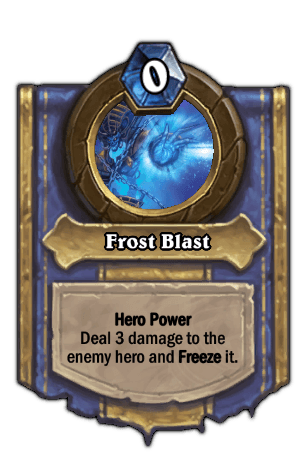 0
Frost Blast
Hero Power
Deal 3 damage to the
enemy hero and Freeze it.